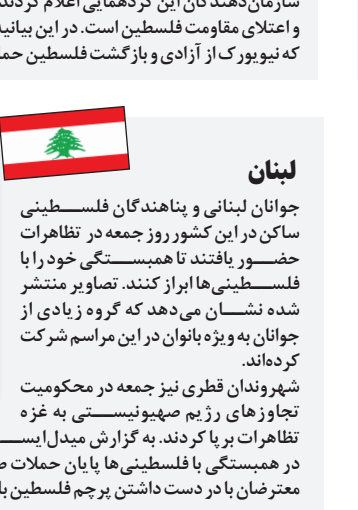 سازمان‌دهندگان این گردهمایی اعلام کردند
و اعتلای مقاومت فلسطین است. در این بیانیه
که نیویورک از آزادی و بازگشت فلسطین
لبنان
جوانان لبنانی و پناهندگان فلسطینی
ساکن در این کشور روز جمعه در تظاهرات
حضور یافتند تا همبستگی خود را با
فلسطینی‌ها ابراز کنند. تصاویر منتشر
شده نشان می‌دهد که گروه زیادی از
جوانان به ویژه بانوان در این مراسم شرکت
کرده‌اند.
شهروندان قطری نیز جمعه در محکومیت
تجاوزهای رژیم صهیونیستی به غزه
تظاهرات برپا کردند. به گزارش
در همبستگی با فلسطینی‌ها پایان حملات
معترضان با در دست داشتن پرچم فلسطین